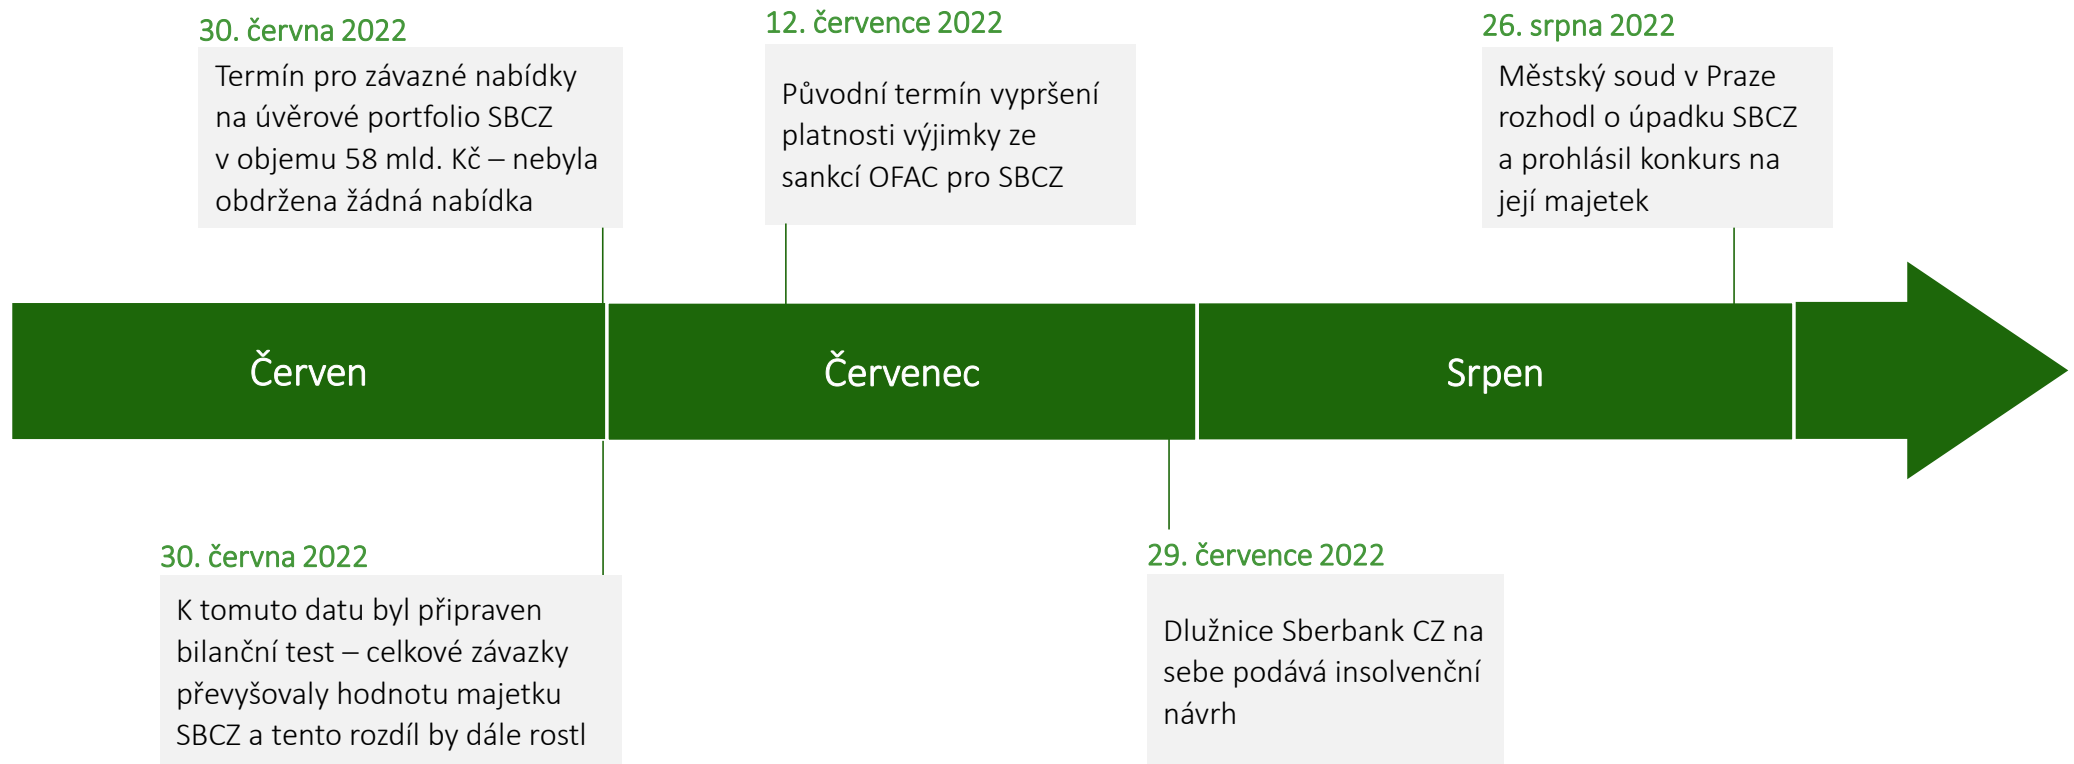 30. června 2022
Termín pro závazné nabídky
na úvěrové portfolio SBCZ
v objemu 58 mld. Kč – nebyla
obdržena žádná nabídka
12. července 2022
Původní termín vypršení
platnosti výjimky ze
sankcí OFAC pro SBCZ
26. srpna 2022
Městský soud v Praze
rozhodl o úpadku SBCZ
a prohlásil konkurs na
její majetek
Červen
Červenec
Srpen
30. června 2022
K tomuto datu byl připraven
bilanční test – celkové závazky
převyšovaly hodnotu majetku
SBCZ a tento rozdíl by dále rostl
29. července 2022
Dlužnice Sberbank CZ na
sebe podává insolvenční
návrh